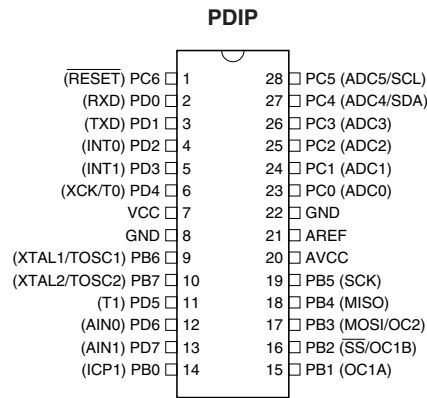 PDIP
(RESET) PC6 1 28 PC5 (ADC5/SCL)
(RXD) PD0 2 27 PC4 (ADC4/SDA)
(TXD) PD1 3 26 PC3 (ADC3)
(INT0) PD2 4 25 PC2 (ADC2)
(INT1) PD3 5 24 PC1 (ADC1)
(XCK/T0) PD4 6 23 PC0 (ADC0)
VCC 7 22 GND
GND 8 21 AREF
(XTAL1/TOSC1) PB6 9 20 AVCC
(XTAL2/TOSC2) PB7 10 19 PB5 (SCK)
(T1) PD5 11 18 PB4 (MISO)
(AIN0) PD6 12 17 PB3 (MOSI/OC2)
(AIN1) PD7 13 16 PB2 (SS/OC1B)
(ICP1) PB0 14 15 PB1 (OC1A)